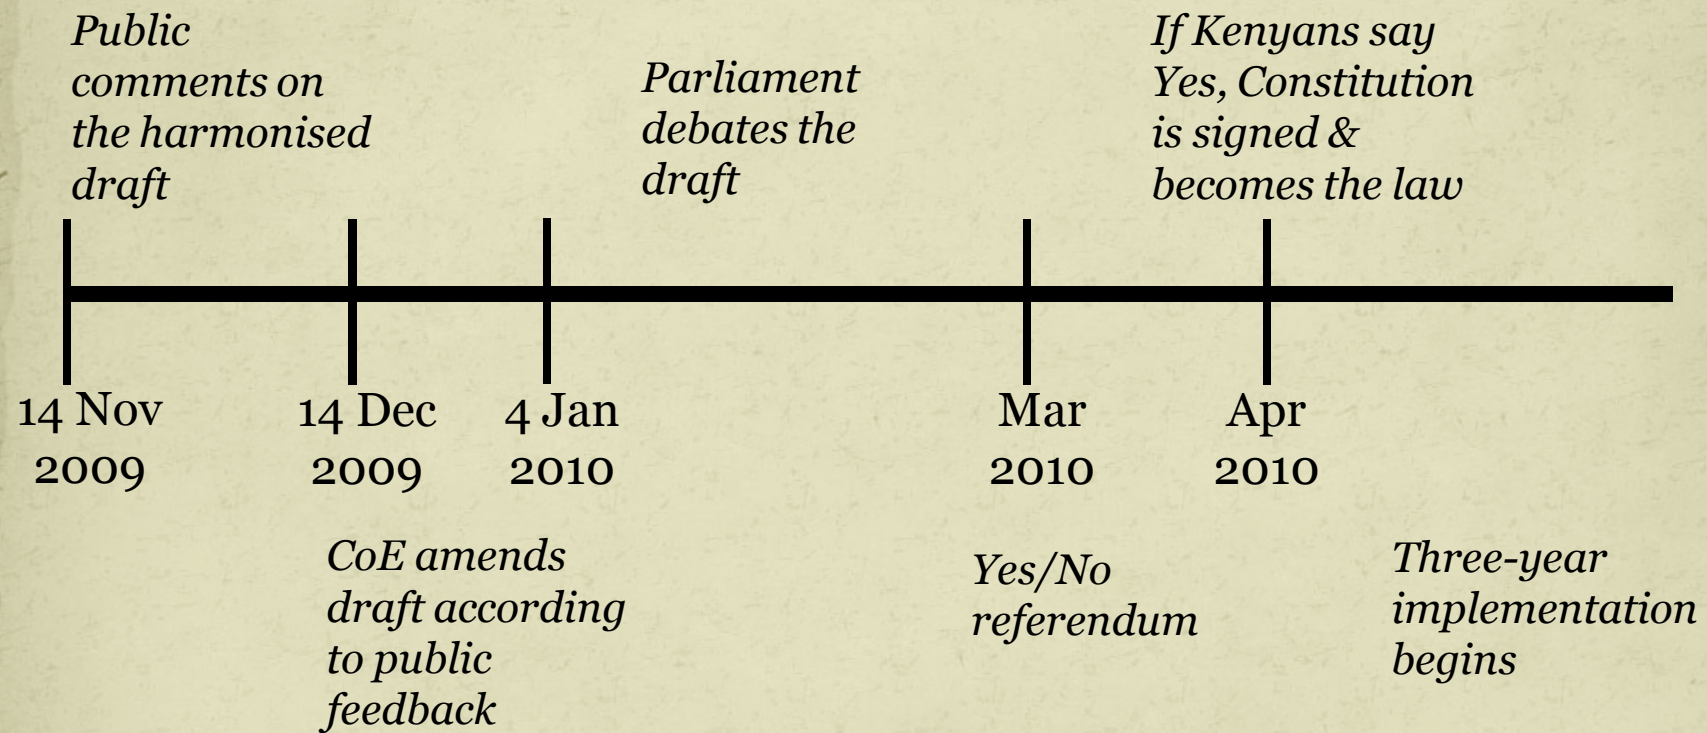 Public
comments on
the harmonised
draft
Parliament
debates the
draft
If Kenyans say
Yes, Constitution
is signed &
becomes the law
14 Nov
2009
14 Dec
2009
4 Jan
2010
Mar
2010
Apr
2010
CoE amends
draft according
to public
feedback
Yes/No
referendum
Three-year
implementation
begins